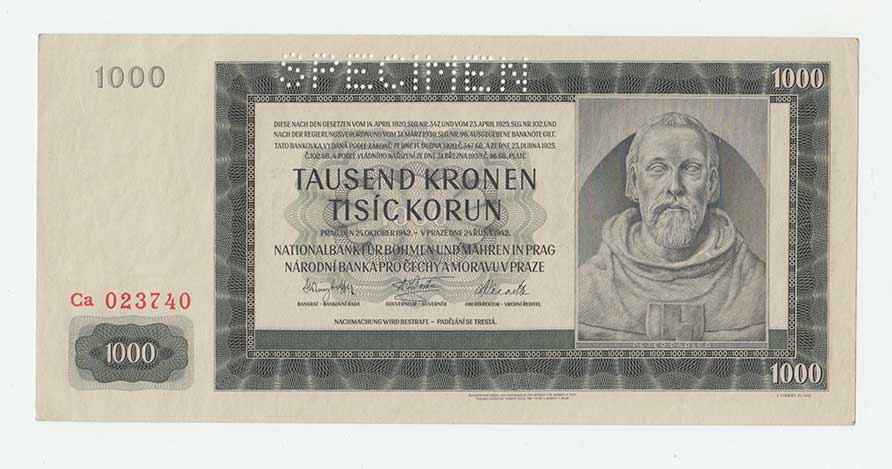 SPECIMEN
1000
1000
DIESE NACH DEN GESETZEN VOM 14. APRIL 1920, SLG. NR. 347, UND VOM 23. APRIL 1925, SLG. NR. 102, UND
NACH DER REGIERUNGSVERORDNUNG VOM 31. MÄRZ 1939, SLG. NR. 96, AUSGEGEBENE BANKNOTE GILT.
TATO BANKOVKA, VYDANÁ PODLE ZÁKONŮ ZE DNE 14. DUBNA 1920 Č. 347 SB. A ZE DNE 23. DUBNA 1925,
Č. 102 SB. A PODLE VLÁDNÍHO NAŘÍZENÍ ZE DNE 31. BŘEZNA 1939 Č. 96 SB., PLATÍ.
TAUSEND KRONEN
TISÍC KORUN
PRAG, DEN 24. OKTOBER 1942. – V PRAZE DNE 24. ŘÍJNA 1942.
NATIONALBANK FÜR BÖHMEN UND MÄHREN IN PRAG
NÁRODNÍ BANKA PRO ČECHY A MORAVU V PRAZE
BANKRAT – BANKOVNÍ RADA
GOUVERNEUR – GUVERNÉR
OBERDIREKTOR – VRCHNÍ ŘEDITEL
NACHMACHUNG WIRD BESTRAFT. – PADĚLÁNÍ SE TRESTÁ.
Ca 023740
1000
PETER PARLER
1000